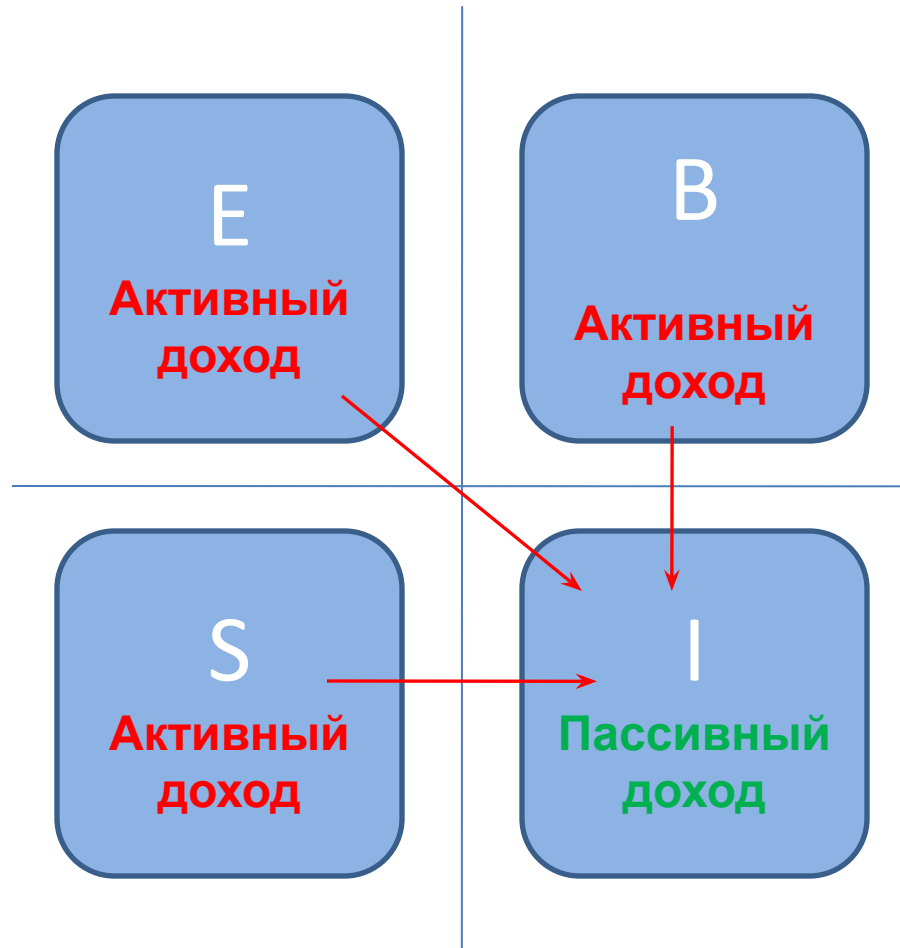 E
Активный
доход
B
Активный
доход
S
Активный
доход
I
Пассивный
доход